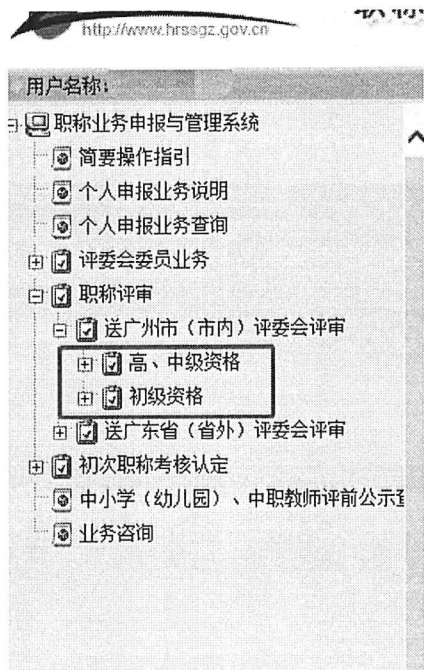 http://www.hrssgz.gov.cn
用户名称:
职称业务申报与管理系统
简要操作指引
个人申报业务说明
个人申报业务查询
评委会委员业务
职称评审
送广州市（市内）评委会评审
高、中级资格
初级资格
送广东省（省外）评委会评审
初次职称考核认定
中小学（幼儿园）、中职教师评前公示
业务咨询